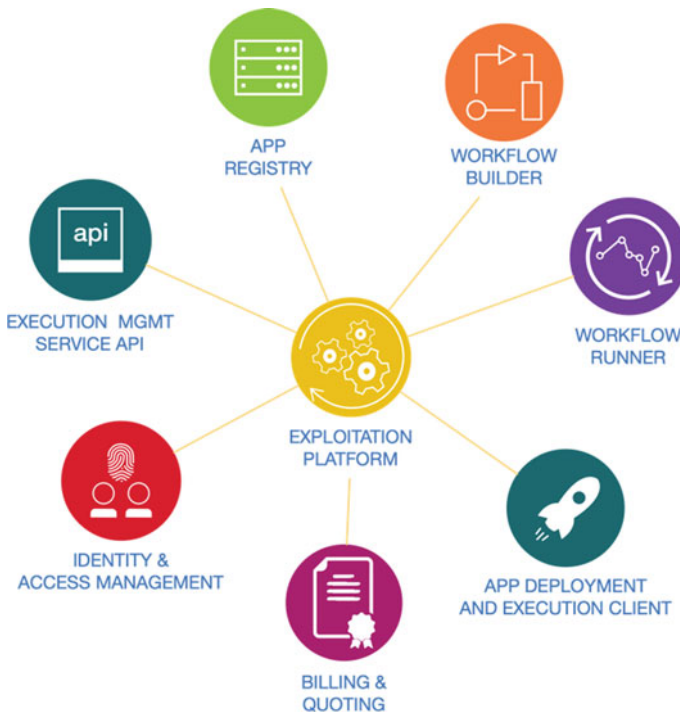 APP
REGISTRY
WORKFLOW
BUILDER
api
EXECUTION MGMT
SERVICE API
WORKFLOW
RUNNER
EXPLOITATION
PLATFORM
IDENTITY &
ACCESS MANAGEMENT
APP DEPLOYMENT
AND EXECUTION CLIENT
BILLING &
QUOTING